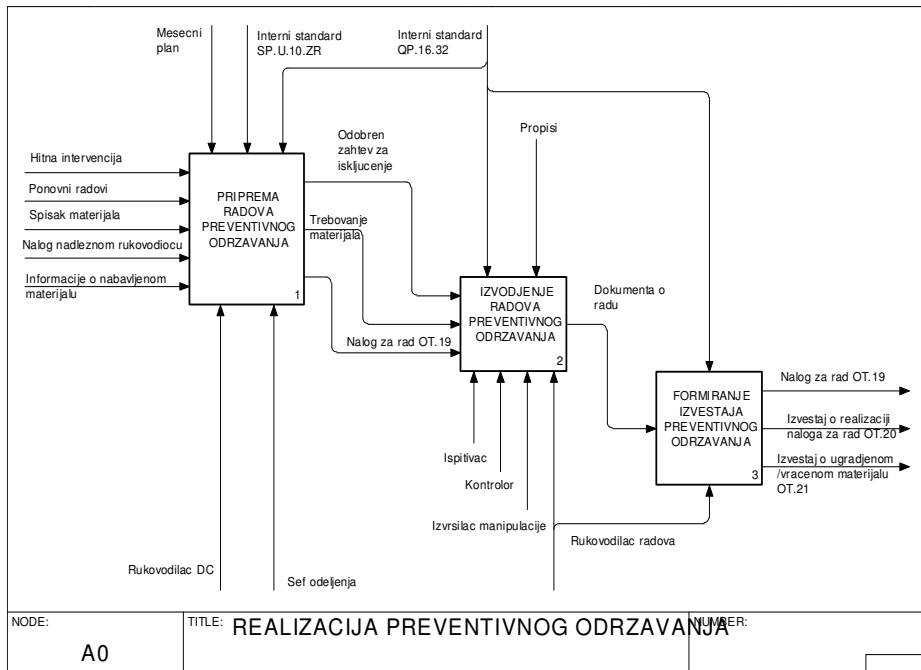 Mesecni
plan
Interni standard
SP.U.10.ZR
Interni standard
QP.16.32
Propisi
Odobren
zahtev za
iskljucenje
Hitna intervencija
Ponovni radovi
Spisak materijala
Nalog nadleznom rukovodiocu
Informacije o nabavljenom
materijalu
PRIPREMA
RADOVA
PREVENTIVNOG
ODRZAVANJA
1
Trebovanje
materijala
Nalog za rad OT.19
IZVODJENJE
RADOVA
PREVENTIVNOG
ODRZAVANJA
2
Dokumenta o
radu
FORMIRANJE
IZVESTAJA
PREVENTIVNOG
ODRZAVANJA
3
Nalog za rad OT.19
Izvestaj o realizaciji
naloga za rad OT.20
Izvestaj o ugradjenom
/vracenom materijalu
OT.21
Ispitivac
Kontrolor
Izvrsilac manipulacije
Rukovodilac radova
Rukovodilac DC
Sef odeljenja
NODE:
A0
TITLE: REALIZACIJA PREVENTIVNOG ODRZAVANJA
NUMBER: